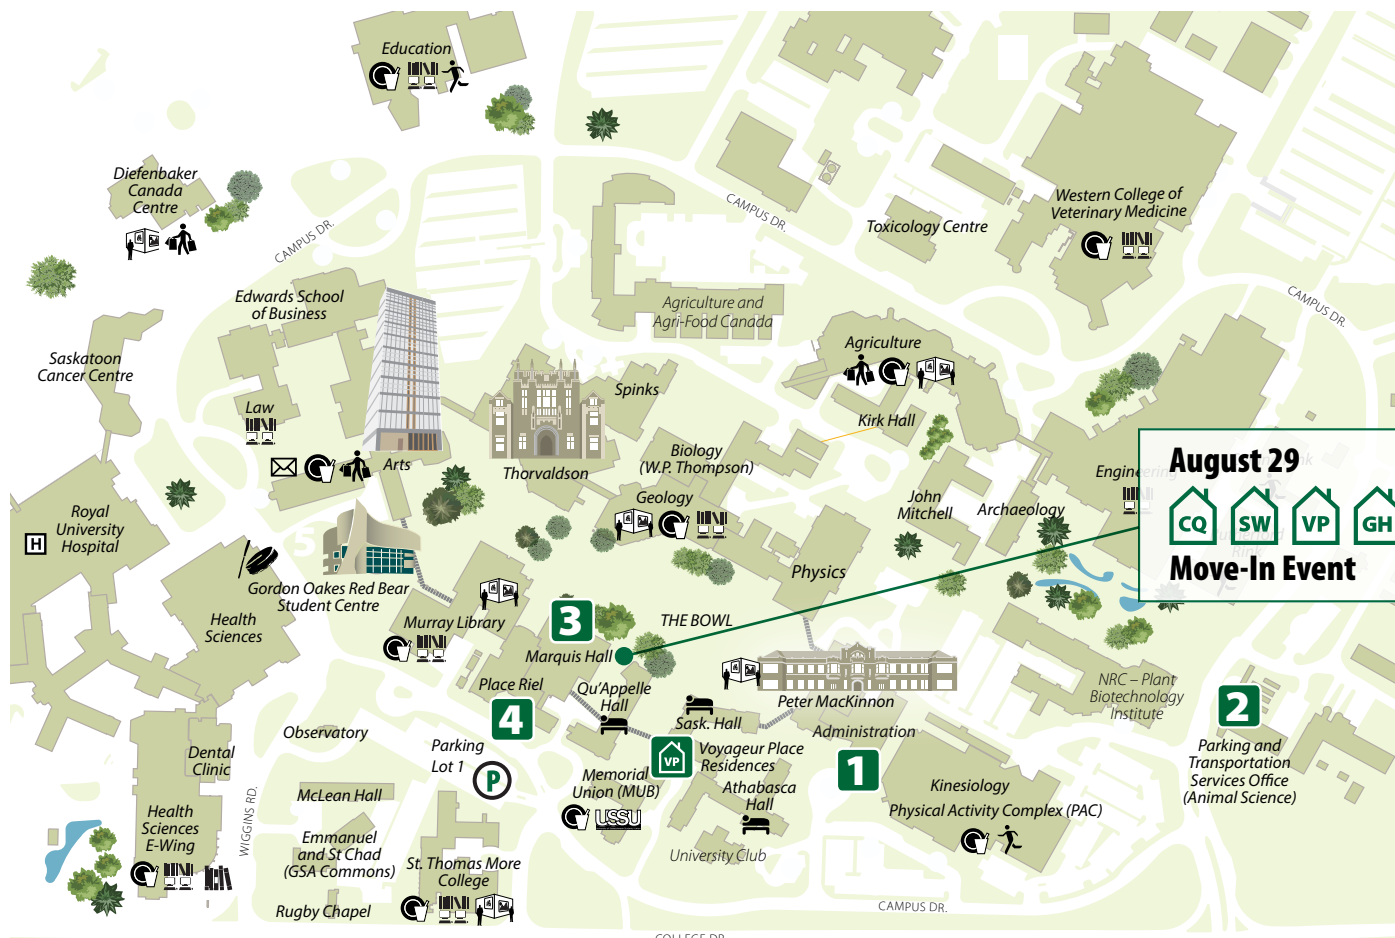 Education
Diefenbaker
Canada
Centre
CAMPUS DR.
CAMPUS DR.
Toxicology Centre
Western College of
Veterinary Medicine
CAMPUS DR.
Edwards School
of Business
Agriculture and
Agri-Food Canada
Saskatoon
Cancer Centre
Agriculture
Spinks
Law
Kirk Hall
Arts
Thorvaldson
Biology
(W.P. Thompson)
Geology
John
Mitchell
Archaeology
Engineering
August 29
CQ SW VP GH
Rink
Move-In Event
Royal
University
Hospital
H
5
Gordon Oakes Red Bear
Student Centre
Physics
Health
Sciences
Murray Library
3
THE BOWL
Marquis Hall
Place Riel
Qu'Appelle
Hall
4
Sask. Hall
Peter MacKinnon
Administration
NRC – Plant
Biotechnology
Institute
2
Observatory
Parking
Lot 1
P
VP
Voyageur Place
Residences
1
Parking and
Transportation
Services Office
(Animal Science)
Dental
Clinic
Memorial
Union (MUB)
USSU
Athabasca
Hall
Kinesiology
Physical Activity Complex (PAC)
McLean Hall
Health
Sciences
E-Wing
WIGGINS RD.
Emmanuel
and St Chad
(GSA Commons)
St. Thomas More
College
University Club
Rugby Chapel
CAMPUS DR.
COLLEGE DR.